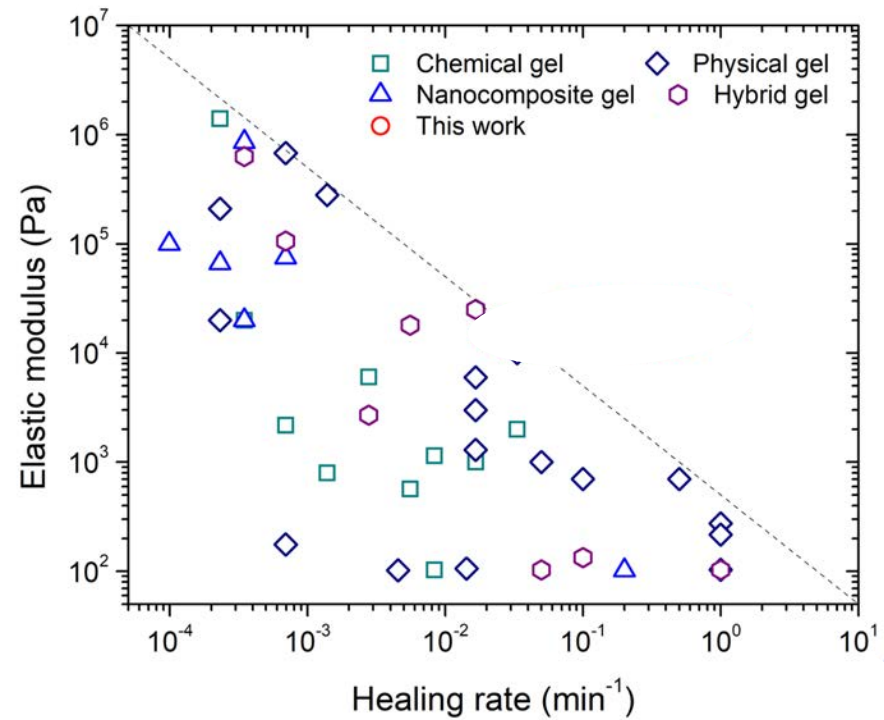 10^7
10^6
10^5
10^4
10^3
10^2
Elastic modulus (Pa)
Chemical gel
Physical gel
Nanocomposite gel
Hybrid gel
This work
10^-4
10^-3
10^-2
10^-1
10^0
10^1
Healing rate (min^-1)